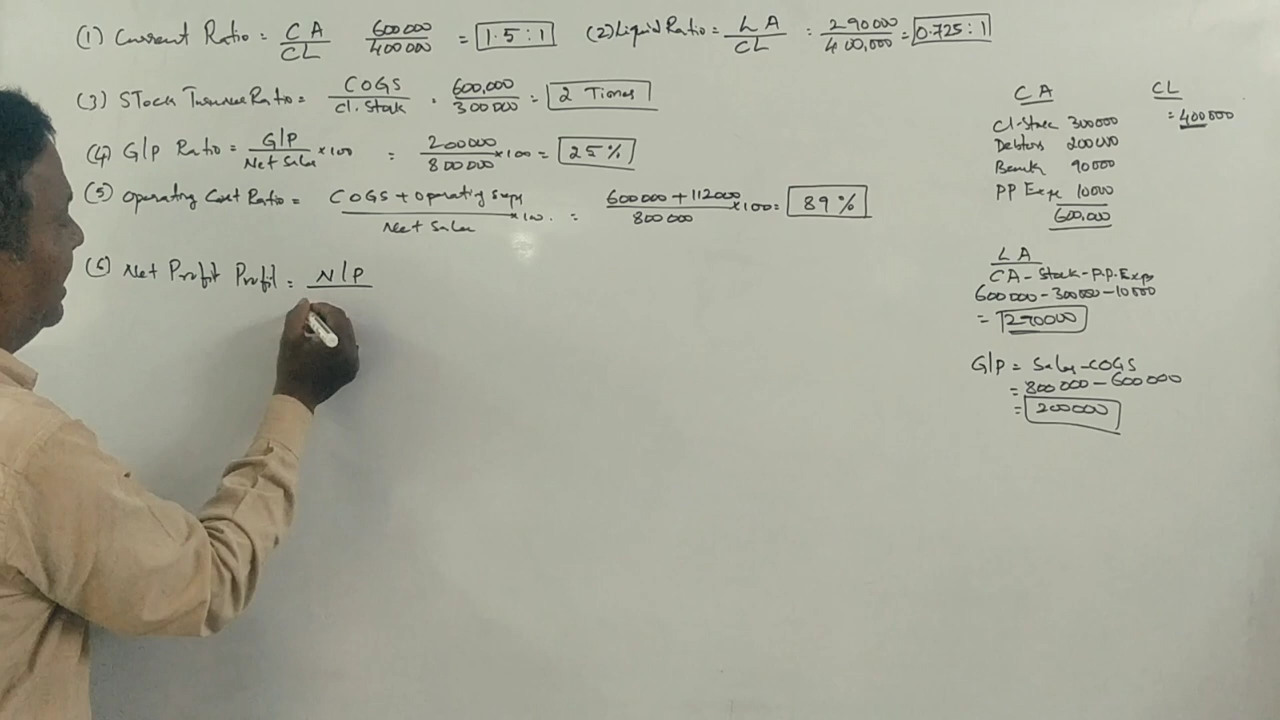 (1) Current Ratio = CA / CL 600000 / 400000 = 1.5:1 (2) Liquid Ratio = LA / CL : 290000 / 400,000 = 0.725:1
(3) Stock Ratio = COGS / Cl. Stock = 600,000 / 300000 = 2 Times
(4) G/P Ratio = G/P / Net Sales × 100 = 200000 / 800000 × 100 = 25%
(5) Operating Cost Ratio = COGS + Operating / Net Sales × 100. = 600000 + 112000 / 800000 × 100 = 89%
(6) Net Profit Profit = N/P
CA
Cl. Stock 300000
Debtors 200000
Bank 90000
PP Exps 10000
600,000
CL
= 400000
LA
CA - Stock - P.P. Exps
600000 - 300000 - 10000
= 290000
G/P = Sales - COGS
= 800000 - 600000
= 200000